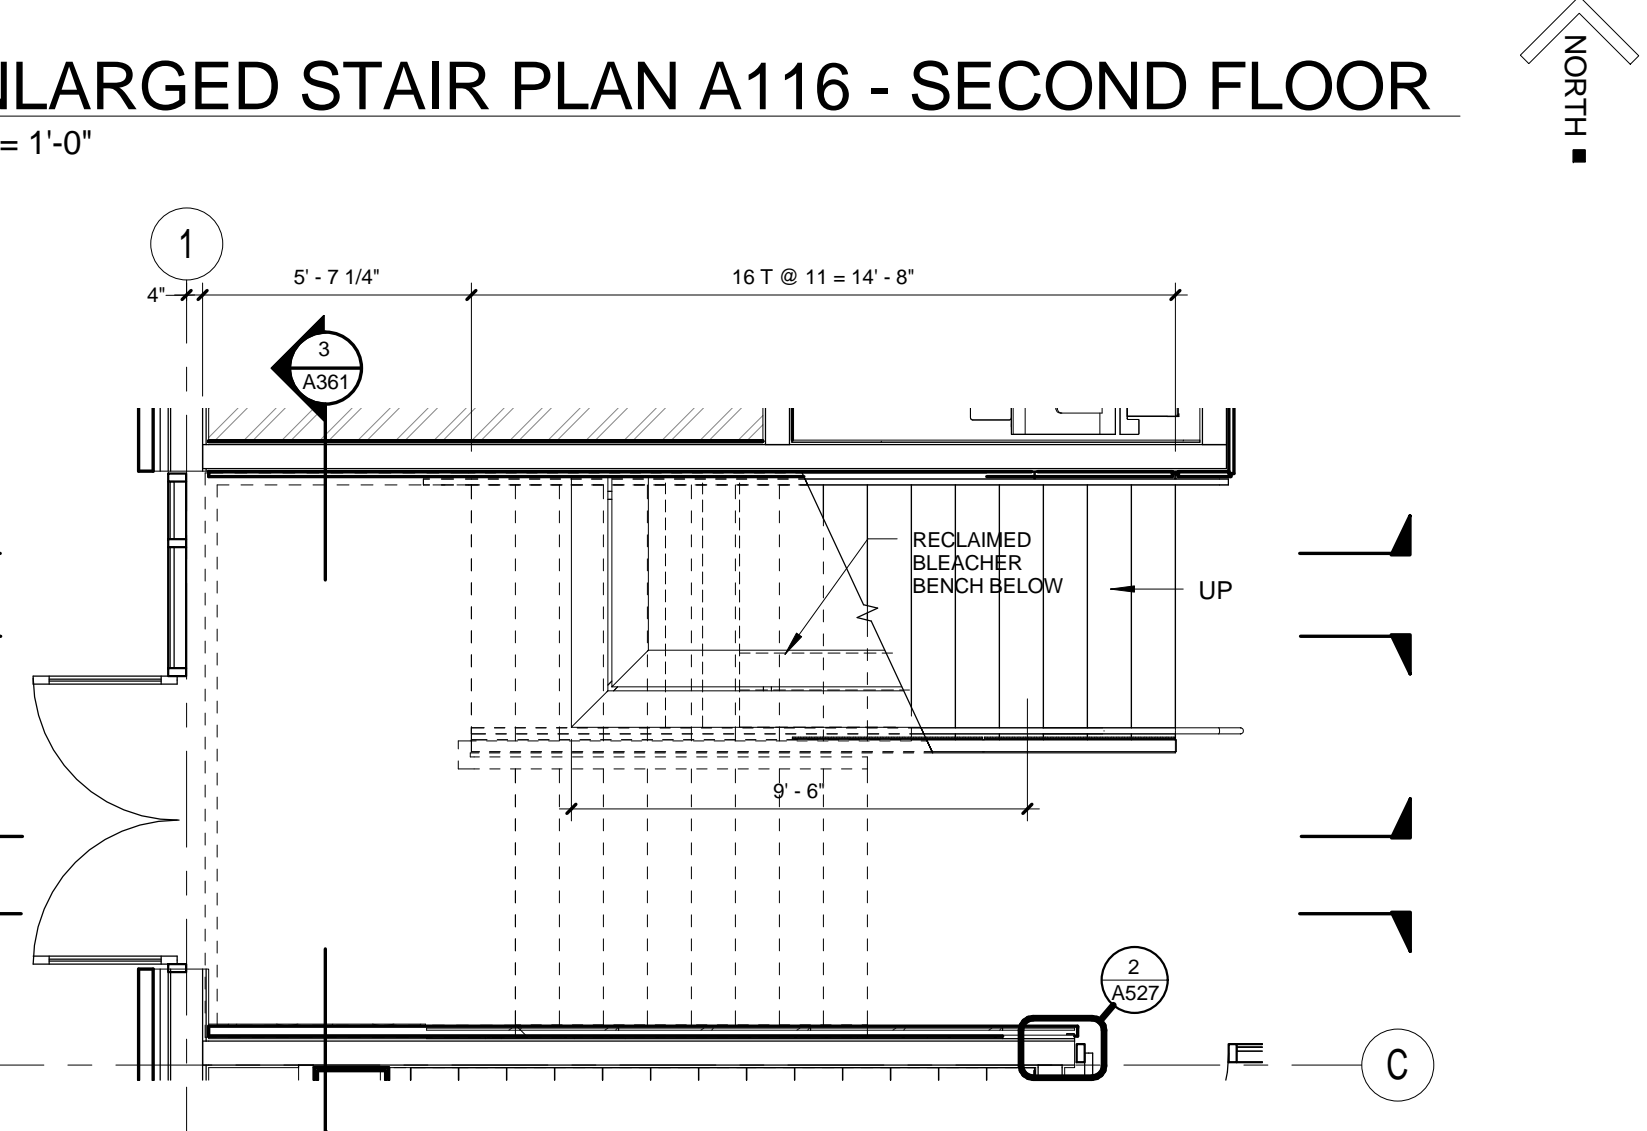 NLARGED STAIR PLAN A116 - SECOND FLOOR
= 1'-0"
NORTH
1
4"
5' - 7 1/4"
16 T @ 11 = 14' - 8"
3
A361
RECLAIMED
BLEACHER
BENCH BELOW
UP
9' - 6"
2
A527
C